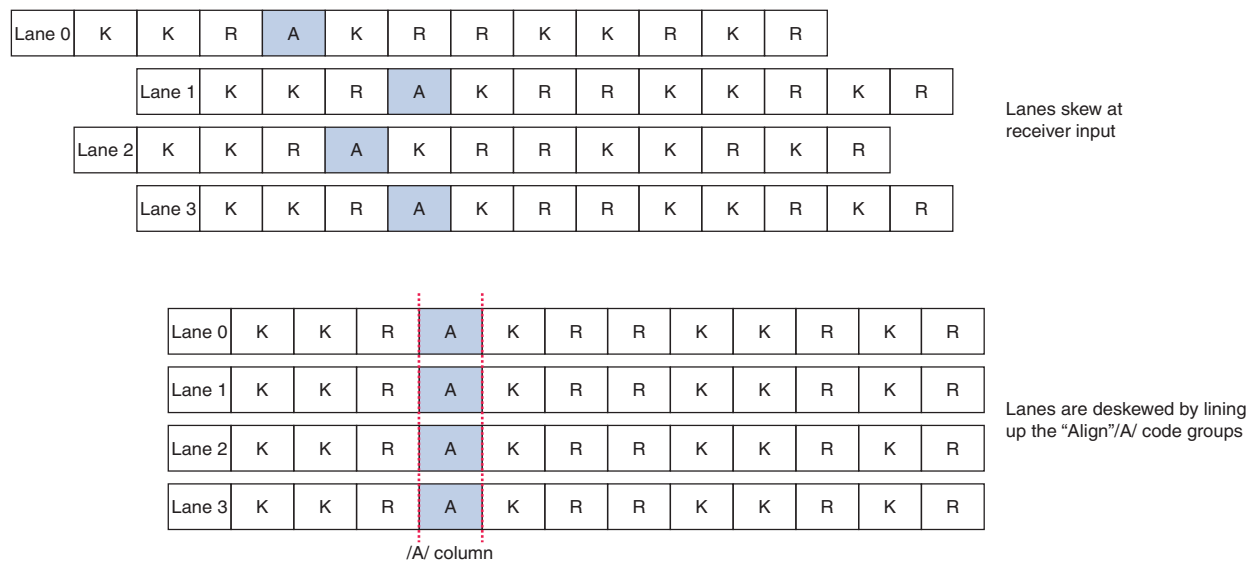 Lane 0 K K R A K R R K K R K R
Lane 1 K K R A K R R K K R K R
Lanes skew at
receiver input
Lane 2 K K R A K R R K K R K R
Lane 3 K K R A K R R K K R K R
Lane 0 K K R A K R R K K R K R
Lane 1 K K R A K R R K K R K R
Lanes are deskewed by lining
up the “Align”/A/ code groups
Lane 2 K K R A K R R K K R K R
Lane 3 K K R A K R R K K R K R
/A/ column